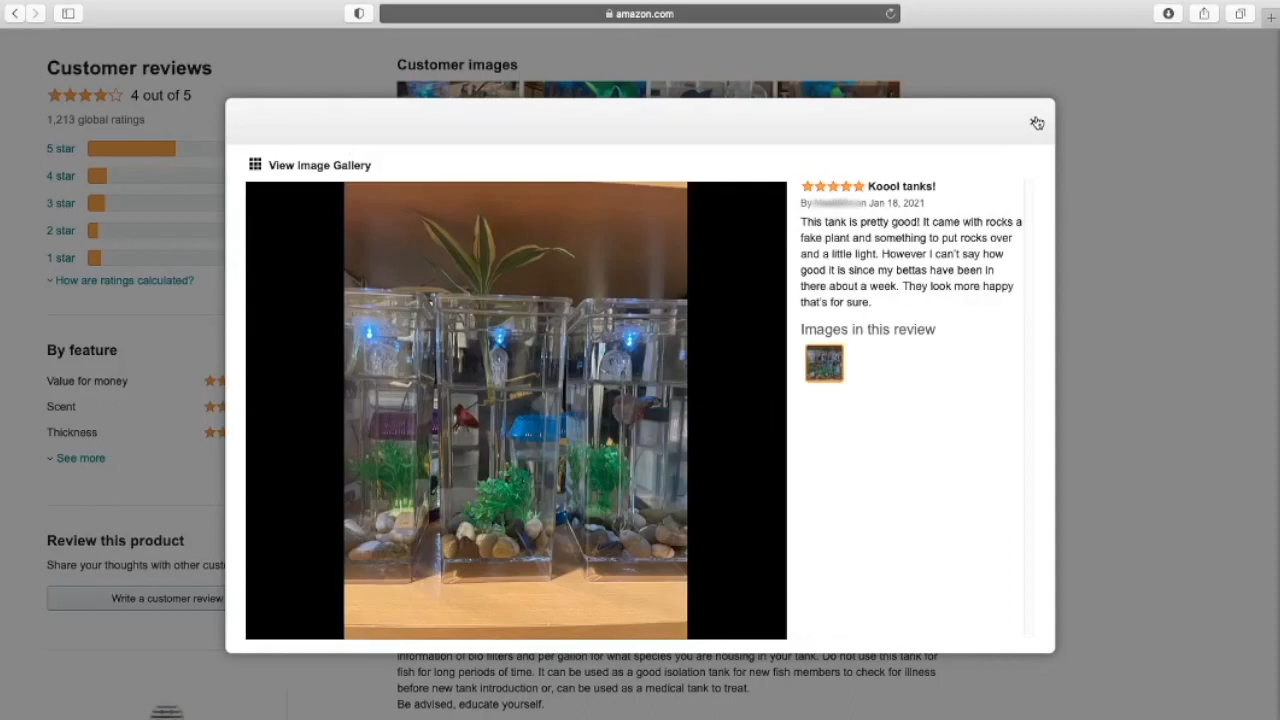 amazon.com
Customer reviews
4 out of 5
1,213 global ratings
5 star
4 star
3 star
2 star
1 star
How are ratings calculated?
By feature
Value for money
Scent
Thickness
See more
Review this product
Share your thoughts with other cust
Write a customer review
Customer images
View Image Gallery
Koool tanks!
By n Jan 18, 2021
This tank is pretty good! It came with rocks a
fake plant and something to put rocks over
and a little light. However I can't say how
good it is since my bettas have been in
there about a week. They look more happy
that's for sure.
Images in this review
information of bio filters and per gallon for what species you are housing in your tank. Do not use this tank for
fish for long periods of time. It can be used as a good isolation tank for new fish members to check for illness
before new tank introduction or, can be used as a medical tank to treat.
Be advised, educate yourself.